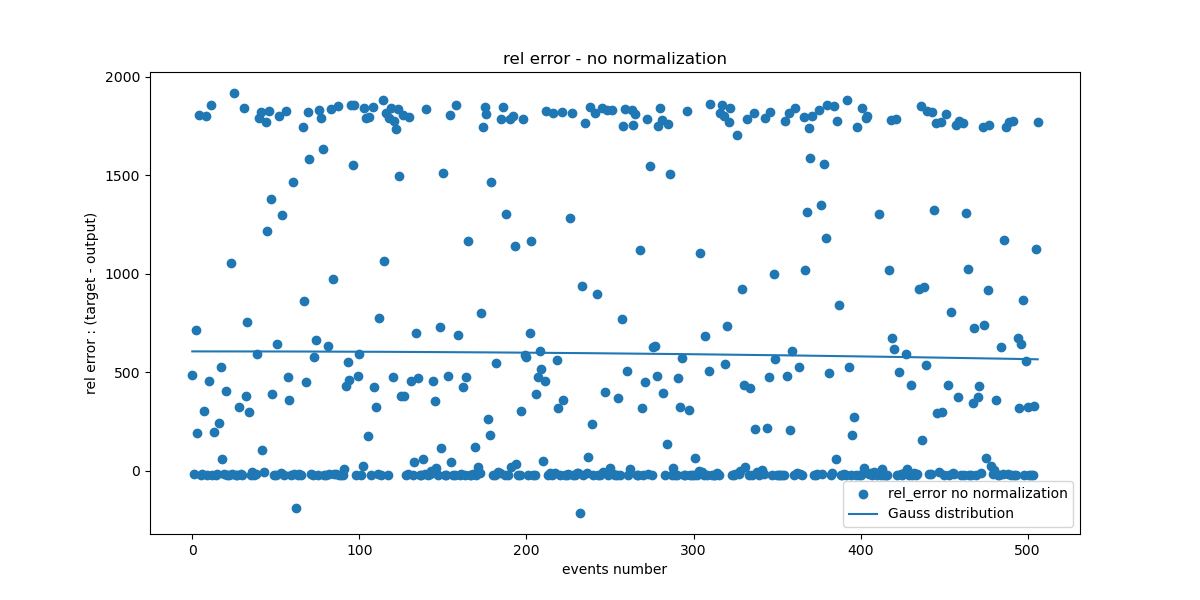 rel error - no normalization
2000
1500
1000
500
0
rel error : (target - output)
0 100 200 300 400 500
events number
rel_error no normalization
Gauss distribution